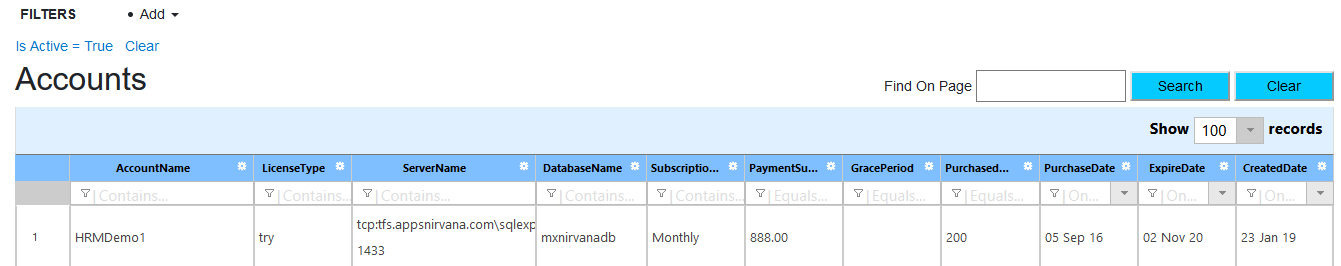 FILTERS • Add
Is Active = True Clear
Accounts
Find On Page Search Clear
Show 100 records
AccountName LicenseType ServerName DatabaseName Subscriptio... PaymentSu... GracePeriod Purchased... PurchaseDate ExpireDate CreatedDate
Contains... Contains... Contains... Contains... Contains... Equals... Equals... Equals... On... On... On...
1 HRMDemo1 try tcp:tfs.appsnirvana.com\sqlexp mxnirvanadb Monthly 888.00 200 05 Sep 16 02 Nov 20 23 Jan 19
1433